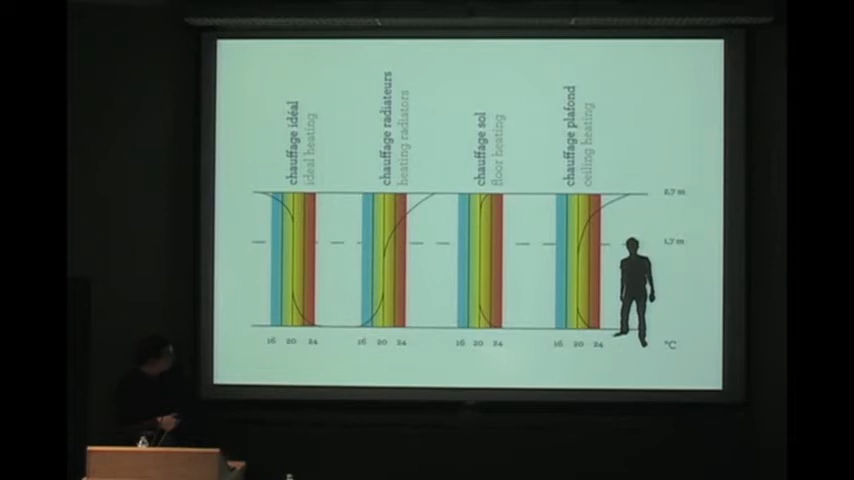 chauffage idéal
ideal heating
chauffage radiateurs
heating radiators
chauffage sol
floor heating
chauffage plafond
ceiling heating
2,7 m
1,7 m
16 20 24
16 20 24
16 20 24
16 20 24
°C